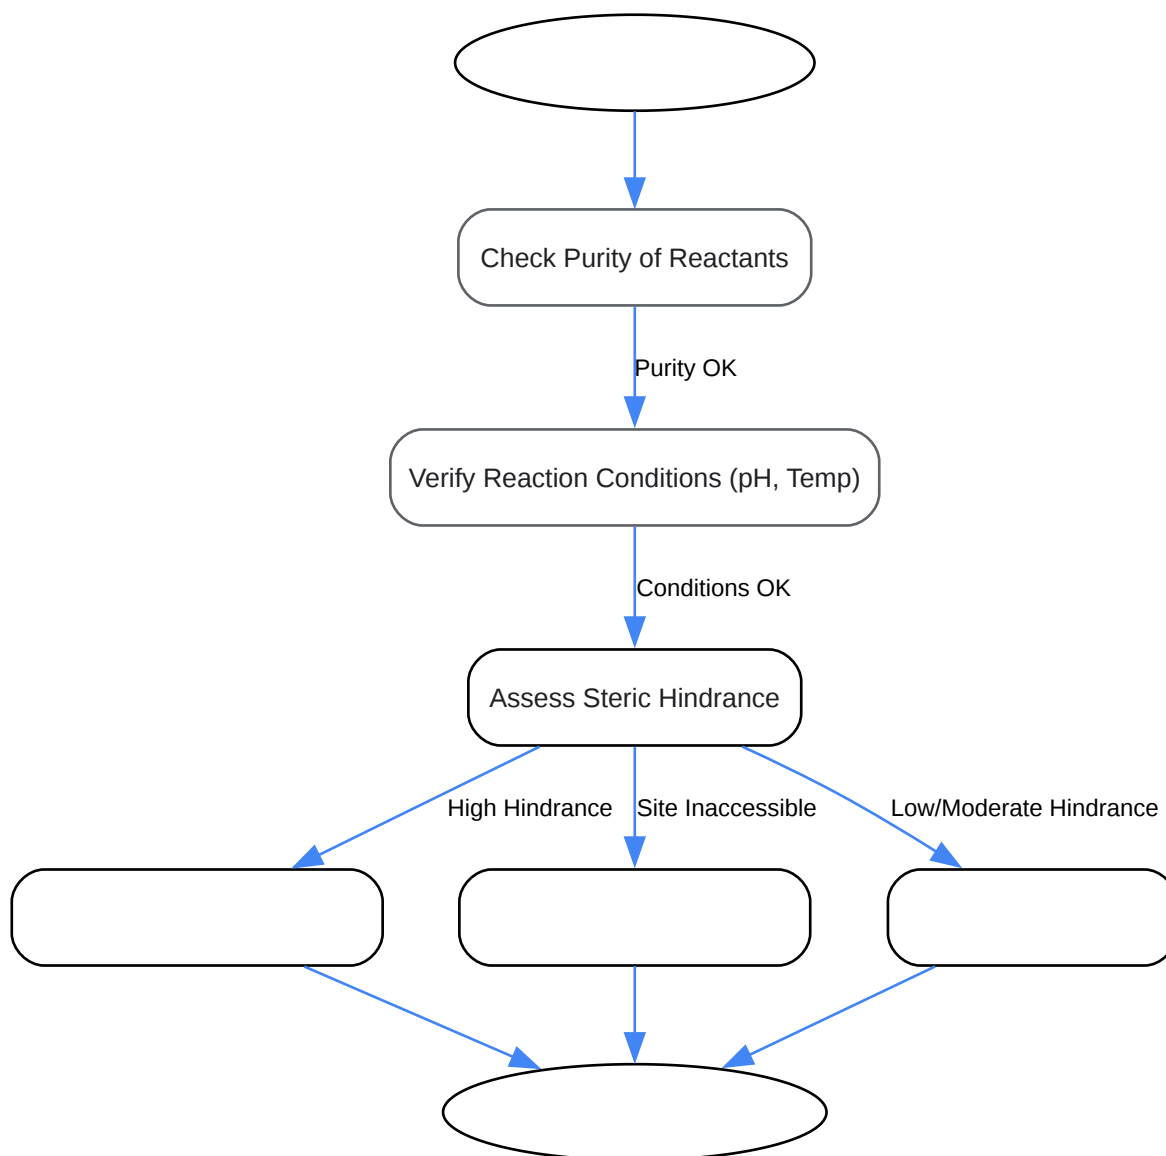 Check Purity of Reactants
Purity OK
Verify Reaction Conditions (pH, Temp)
Conditions OK
Assess Steric Hindrance
High Hindrance
Site Inaccessible
Low/Moderate Hindrance